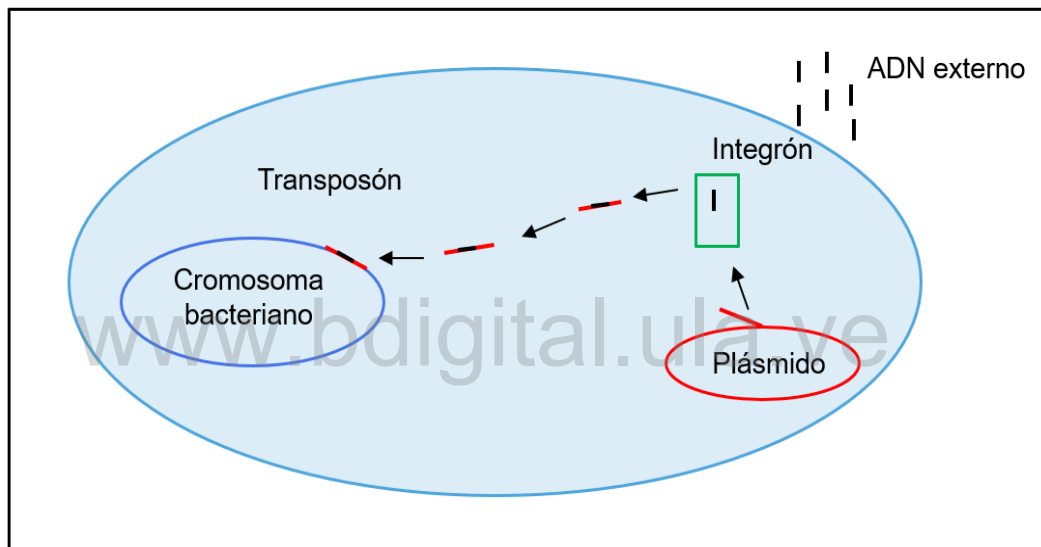 ADN externo
Integrón
Transposón
Cromosoma
bacteriano
www.bdigital.ula.ve
Plásmido